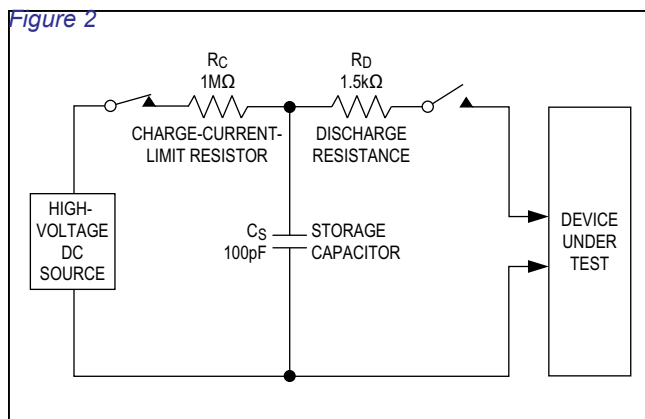 Figure 2
RC
1MΩ
CHARGE-CURRENT-
LIMIT RESISTOR
RD
1.5kΩ
DISCHARGE
RESISTANCE
HIGH-
VOLTAGE
DC
SOURCE
CS
100pF
STORAGE
CAPACITOR
DEVICE
UNDER
TEST